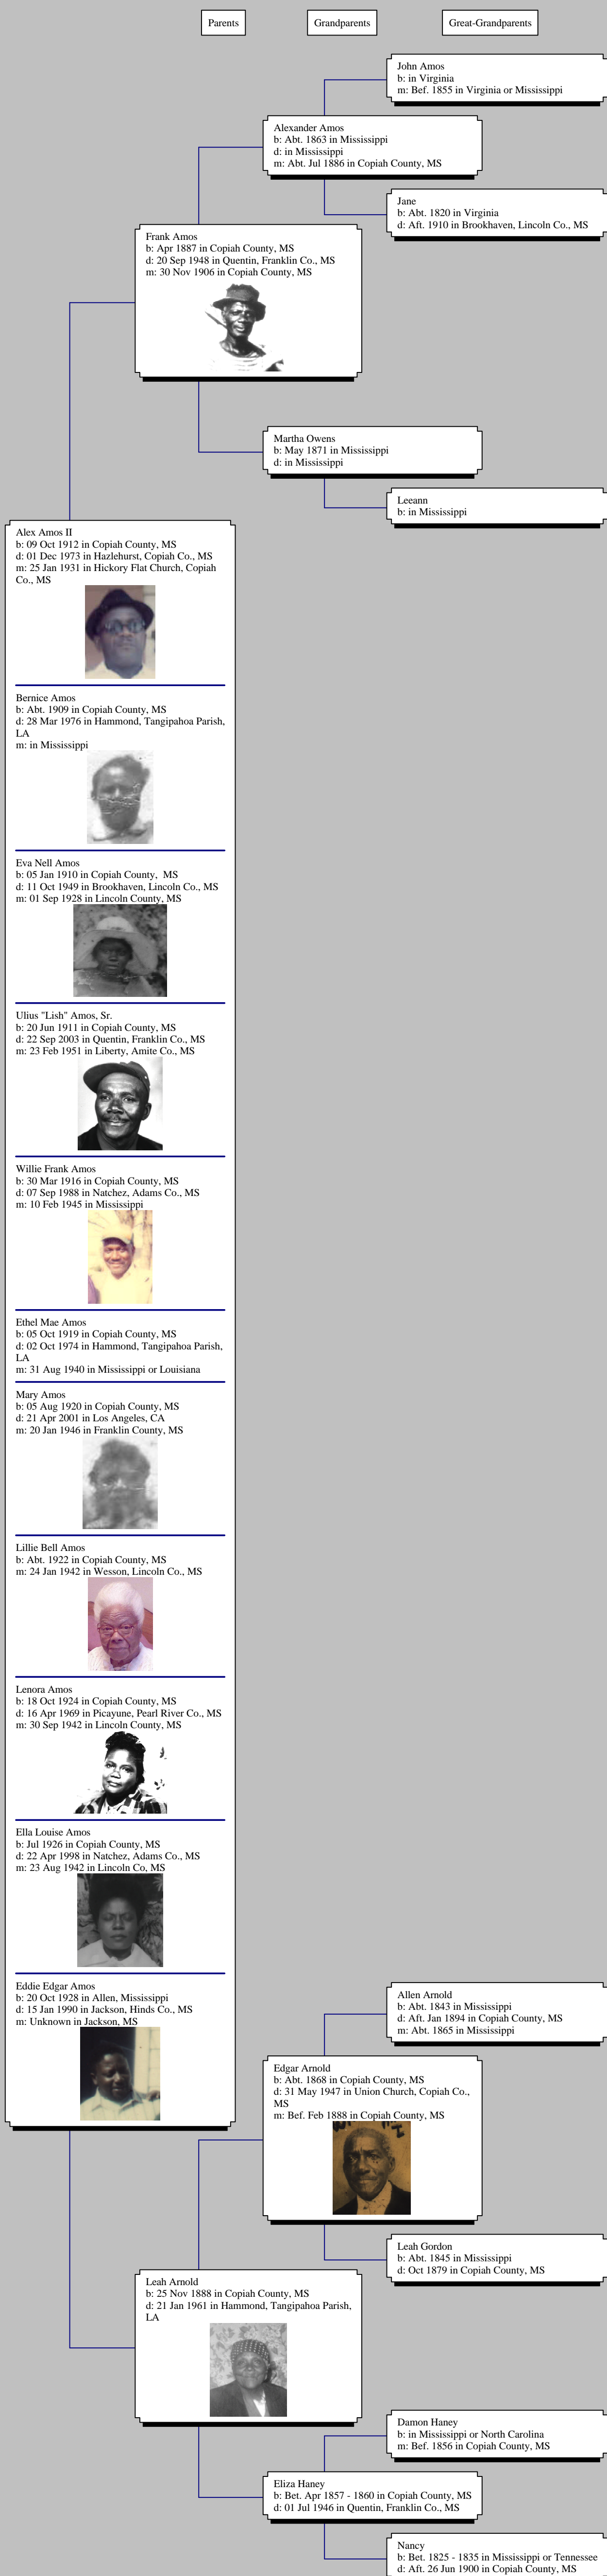 Parents
Grandparents
Great-Grandparents
John Amos
b: in Virginia
m: Bef. 1855 in Virginia or Mississippi
Alexander Amos
b: Abt. 1863 in Mississippi
d: in Mississippi
m: Abt. Jul 1886 in Copiah County, MS
Jane
b: Abt. 1820 in Virginia
d: Aft. 1910 in Brookhaven, Lincoln Co., MS
Frank Amos
b: Apr 1887 in Copiah County, MS
d: 20 Sep 1948 in Quentin, Franklin Co., MS
m: 30 Nov 1906 in Copiah County, MS
Martha Owens
b: May 1871 in Mississippi
d: in Mississippi
Leeann
b: in Mississippi
Alex Amos II
b: 09 Oct 1912 in Copiah County, MS
d: 01 Dec 1973 in Hazlehurst, Copiah Co., MS
m: 25 Jan 1931 in Hickory Flat Church, Copiah
Co., MS
Bernice Amos
b: Abt. 1909 in Copiah County, MS
d: 28 Mar 1976 in Hammond, Tangipahoa Parish,
LA
m: in Mississippi
Eva Nell Amos
b: 05 Jan 1910 in Copiah County,  MS
d: 11 Oct 1949 in Brookhaven, Lincoln Co., MS
m: 01 Sep 1928 in Lincoln County, MS
Ulius "Lish" Amos, Sr.
b: 20 Jun 1911 in Copiah County, MS
d: 22 Sep 2003 in Quentin, Franklin Co., MS
m: 23 Feb 1951 in Liberty, Amite Co., MS
Willie Frank Amos
b: 30 Mar 1916 in Copiah County, MS
d: 07 Sep 1988 in Natchez, Adams Co., MS
m: 10 Feb 1945 in Mississippi
Ethel Mae Amos
b: 05 Oct 1919 in Copiah County, MS
d: 02 Oct 1974 in Hammond, Tangipahoa Parish,
LA
m: 31 Aug 1940 in Mississippi or Louisiana
Mary Amos
b: 05 Aug 1920 in Copiah County, MS
d: 21 Apr 2001 in Los Angeles, CA
m: 20 Jan 1946 in Franklin County, MS
Lillie Bell Amos
b: Abt. 1922 in Copiah County, MS
m: 24 Jan 1942 in Wesson, Lincoln Co., MS
Lenora Amos
b: 18 Oct 1924 in Copiah County, MS
d: 16 Apr 1969 in Picayune, Pearl River Co., MS
m: 30 Sep 1942 in Lincoln County, MS
Ella Louise Amos
b: Jul 1926 in Copiah County, MS
d: 22 Apr 1998 in Natchez, Adams Co., MS
m: 23 Aug 1942 in Lincoln Co, MS
Eddie Edgar Amos
b: 20 Oct 1928 in Allen, Mississippi
d: 15 Jan 1990 in Jackson, Hinds Co., MS
m: Unknown in Jackson, MS
Allen Arnold
b: Abt. 1843 in Mississippi
d: Aft. Jan 1894 in Copiah County, MS
m: Abt. 1865 in Mississippi
Edgar Arnold
b: Abt. 1868 in Copiah County, MS
d: 31 May 1947 in Union Church, Copiah Co.,
MS
m: Bef. Feb 1888 in Copiah County, MS
Leah Gordon
b: Abt. 1845 in Mississippi
d: Oct 1879 in Copiah County, MS
Leah Arnold
b: 25 Nov 1888 in Copiah County, MS
d: 21 Jan 1961 in Hammond, Tangipahoa Parish,
LA
Damon Haney
b: in Mississippi or North Carolina
m: Bef. 1856 in Copiah County, MS
Eliza Haney
b: Bet. Apr 1857 - 1860 in Copiah County, MS
d: 01 Jul 1946 in Quentin, Franklin Co., MS
Nancy
b: Bet. 1825 - 1835 in Mississippi or Tennessee
d: Aft. 26 Jun 1900 in Copiah County, MS